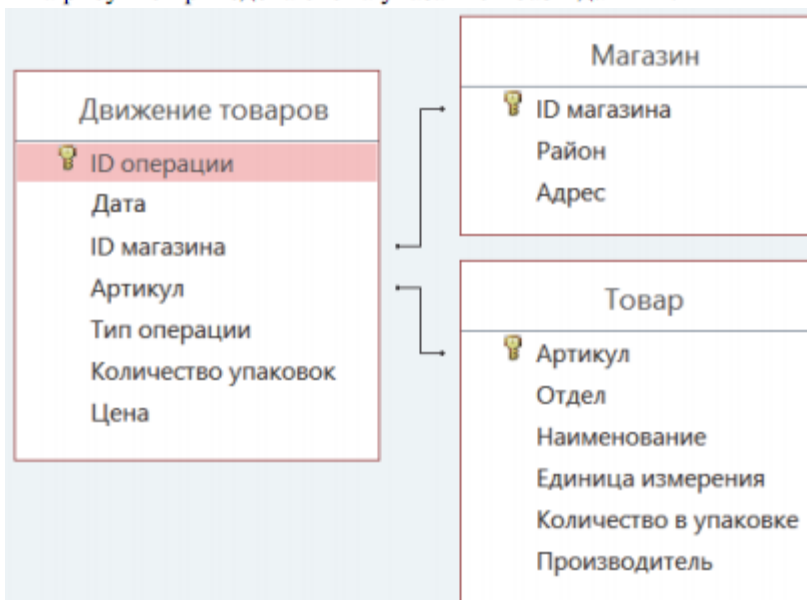 Движение товаров
ID операции
Дата
ID магазина
Артикул
Тип операции
Количество упаковок
Цена
Магазин
ID магазина
Район
Адрес
Товар
Артикул
Отдел
Наименование
Единица измерения
Количество в упаковке
Производитель